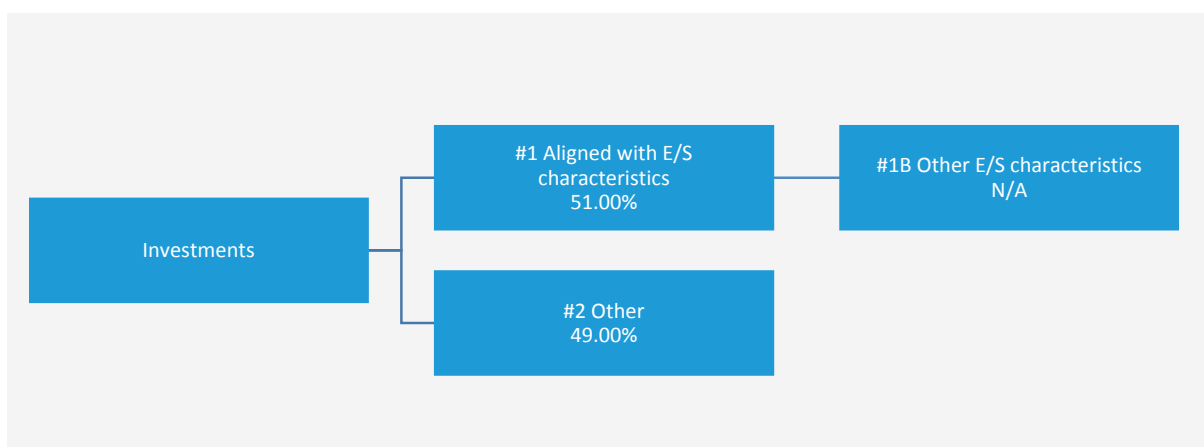 Investments
#1 Aligned with E/S
characteristics
51.00%
#2 Other
49.00%
#1B Other E/S characteristics
N/A